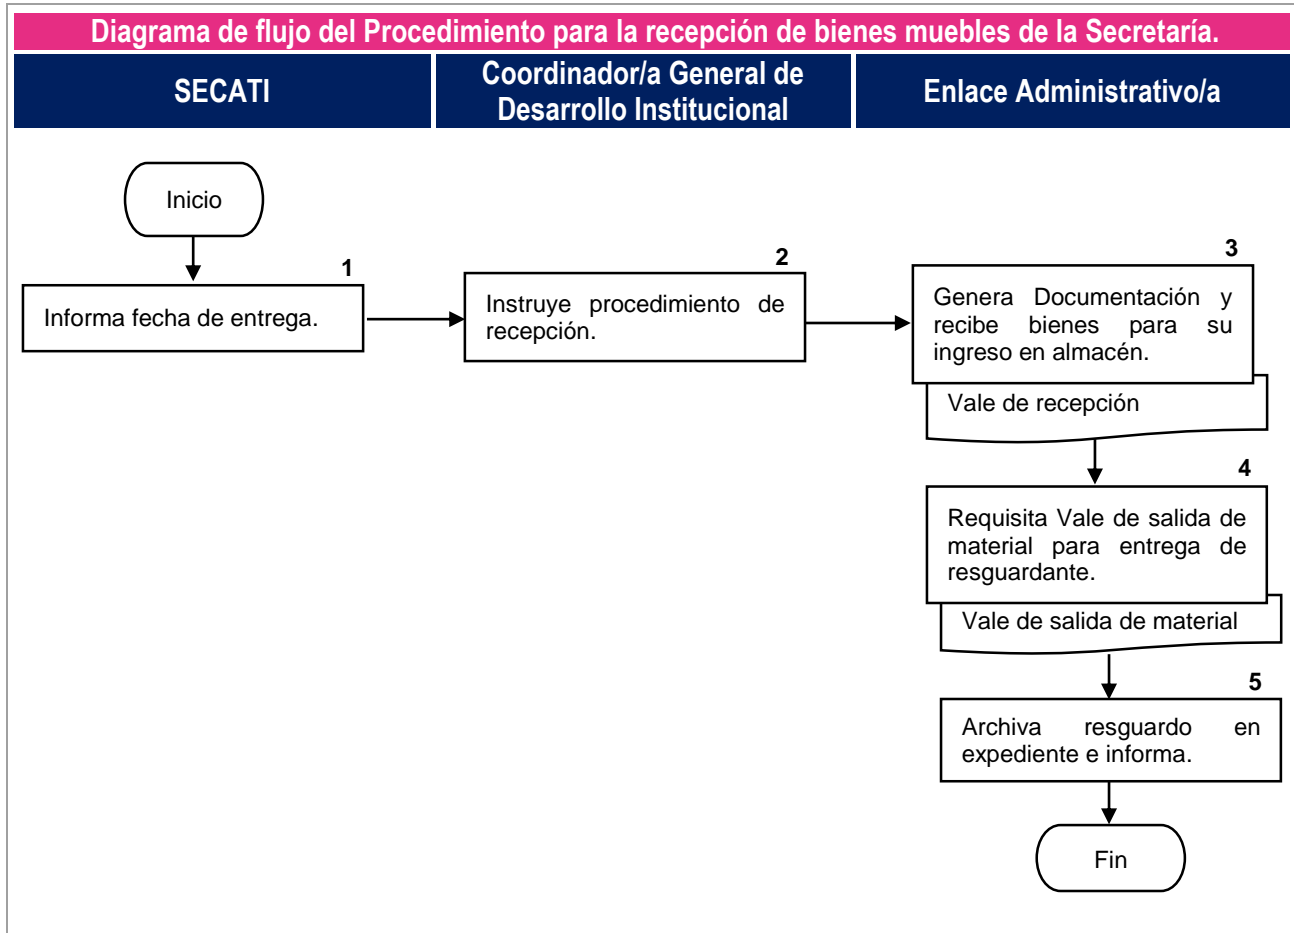 Diagrama de flujo del Procedimiento para la recepción de bienes muebles de la Secretaría.
SECATI
Coordinador/a General de
Desarrollo Institucional
Enlace Administrativo/a
Inicio
1
Informa fecha de entrega.
2
Instruye procedimiento de
recepción.
3
Genera Documentación y
recibe bienes para su
ingreso en almacén.
Vale de recepción
4
Requisita Vale de salida de
material para entrega de
resguardante.
Vale de salida de material
5
Archiva resguardo en
expediente e informa.
Fin